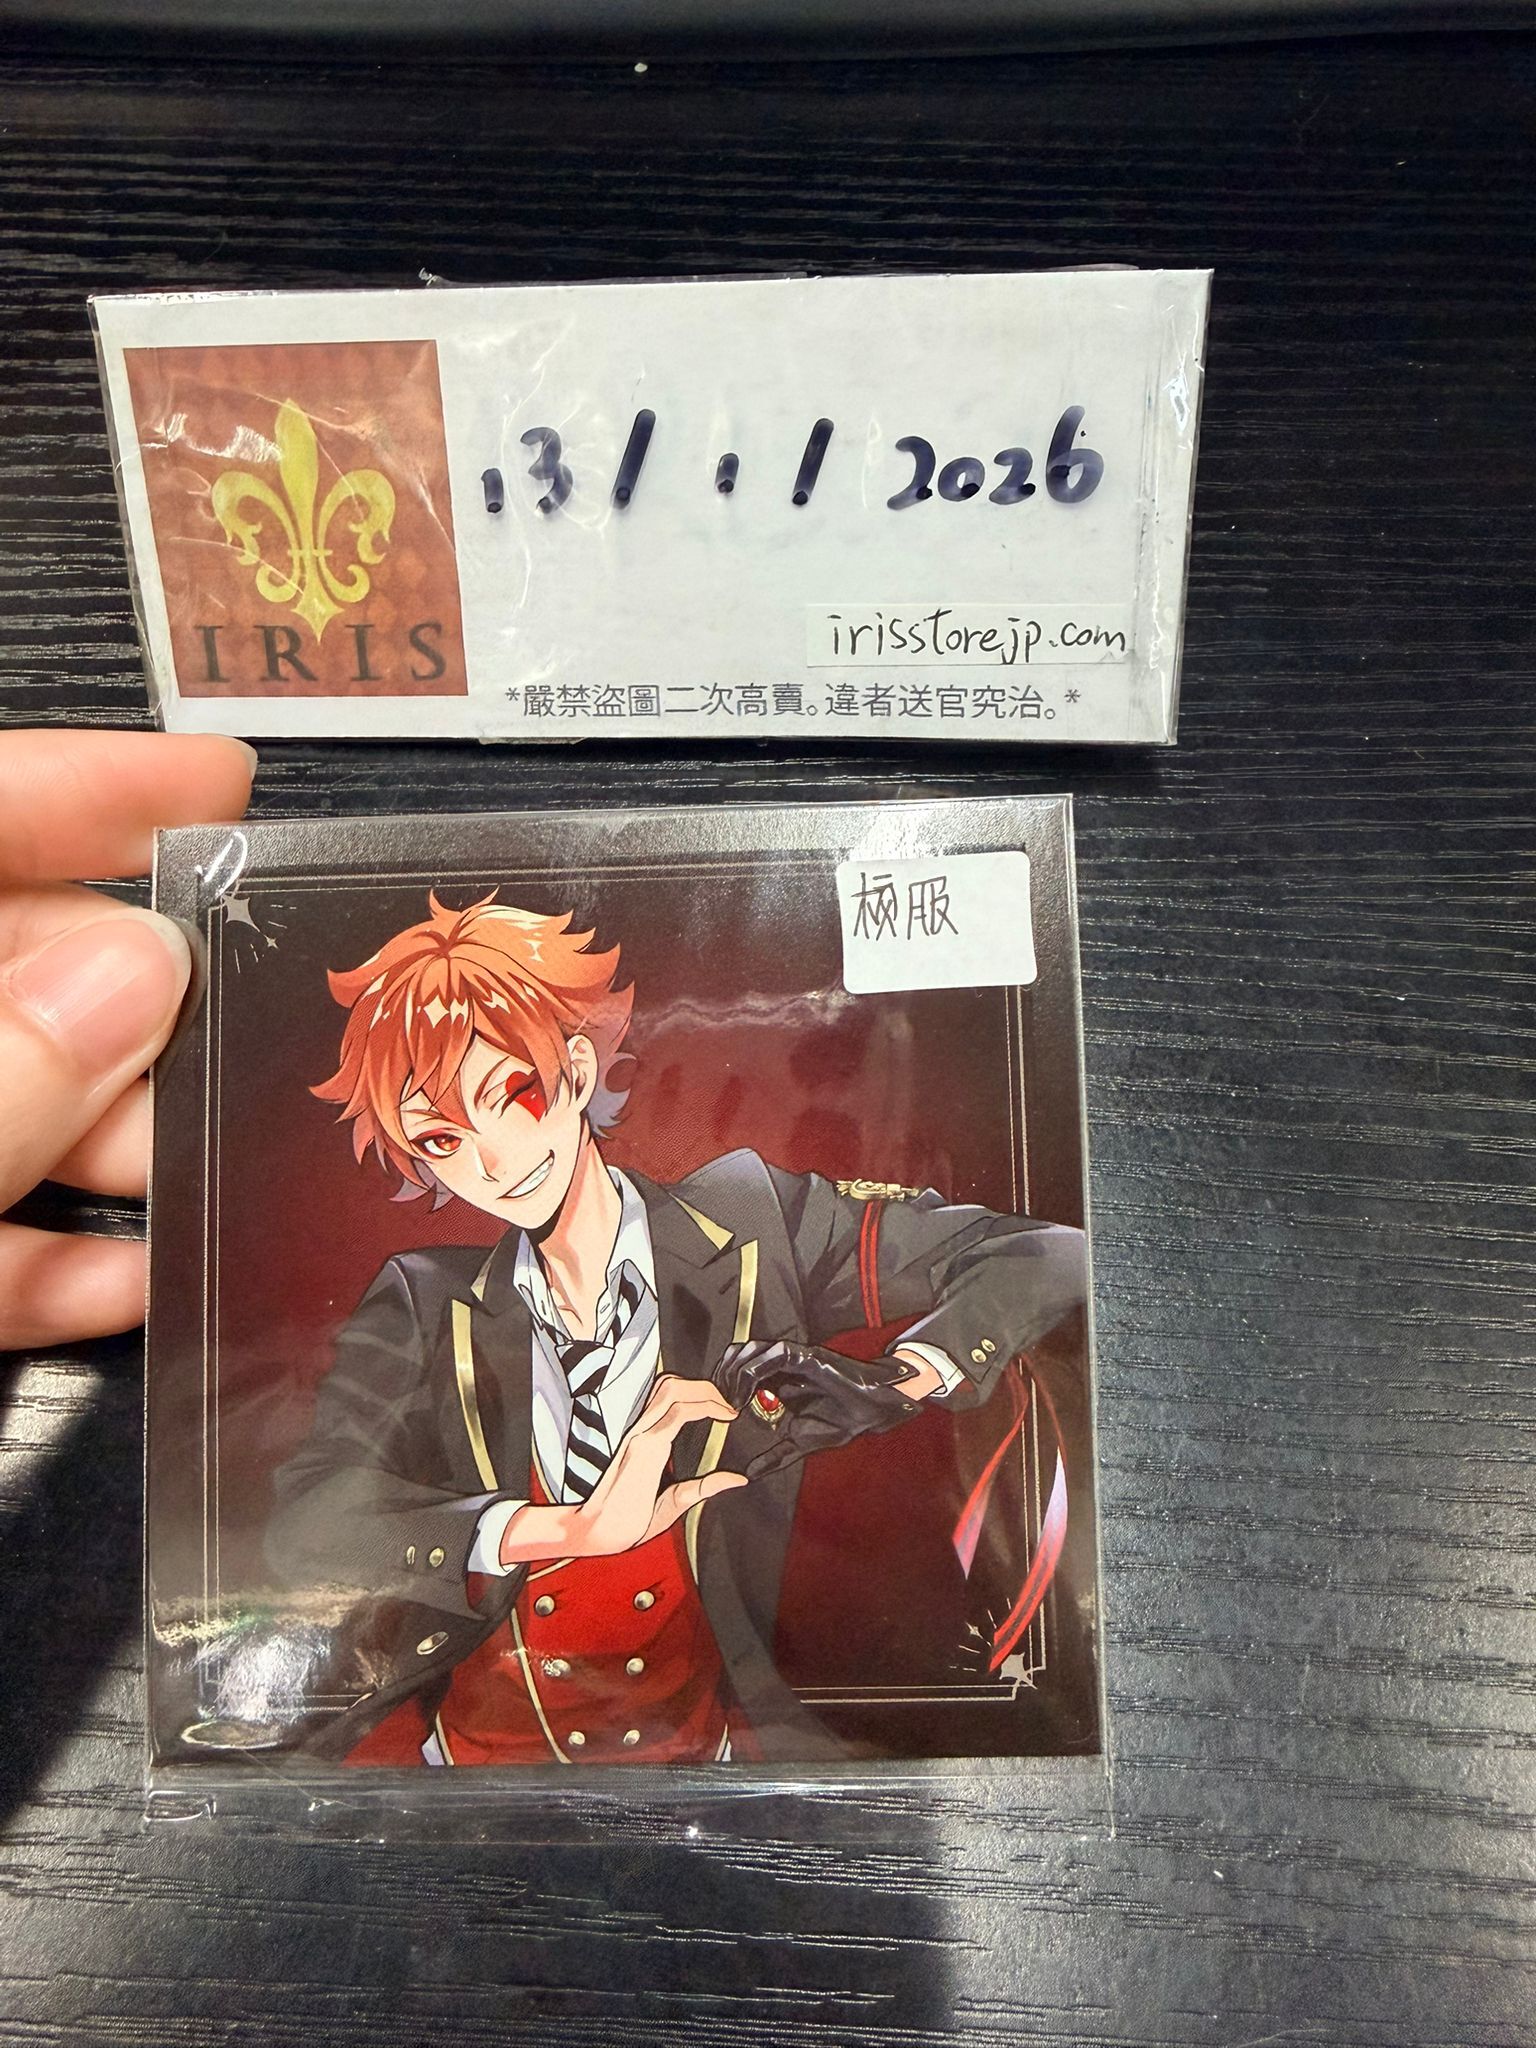 13/1/2026
IRIS
irisstorejp.com
*嚴禁盜圖二次高賣。違者送官究治。*
校服